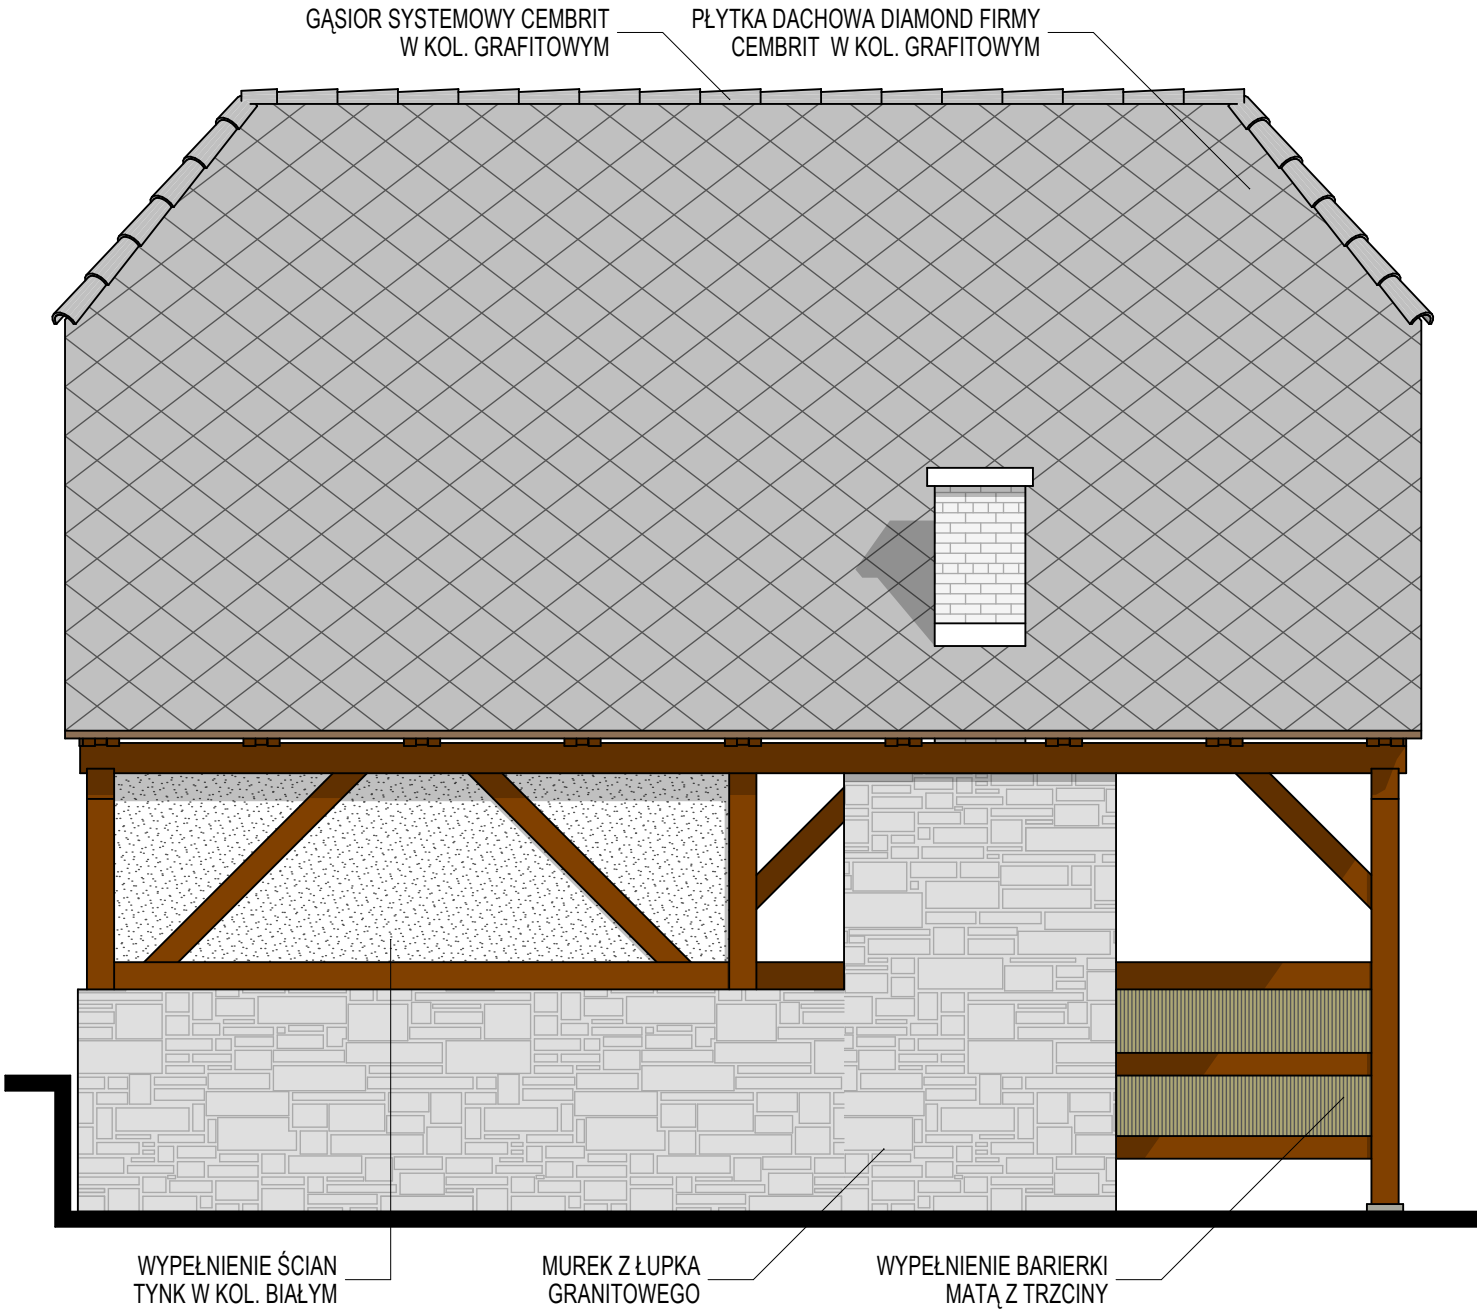 GĄSIOR SYSTEMOWY CEMBRIT
W KOL. GRAFITOWYM
PŁYTKA DACHOWA DIAMOND FIRMY
CEMBRIT W KOL. GRAFITOWYM
WYPEŁNIENIE ŚCIAN
TYNK W KOL. BIAŁYM
MUREK Z ŁUPKA
GRANITOWEGO
WYPEŁNIENIE BARIERKI
MATĄ Z TRZCINY